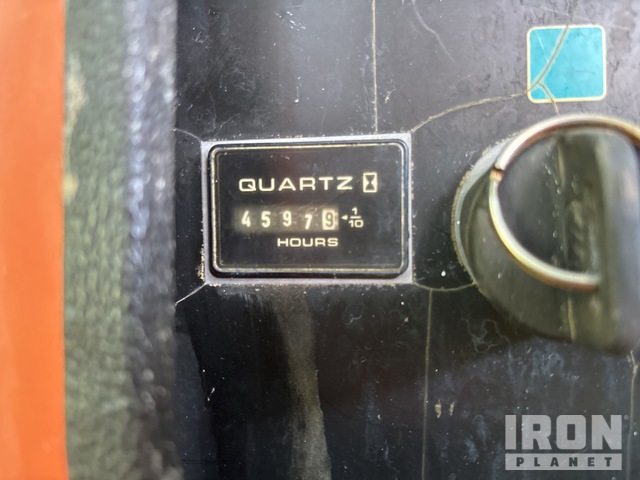 QUARTZ
45979 1/10
HOURS
IRON
PLANET